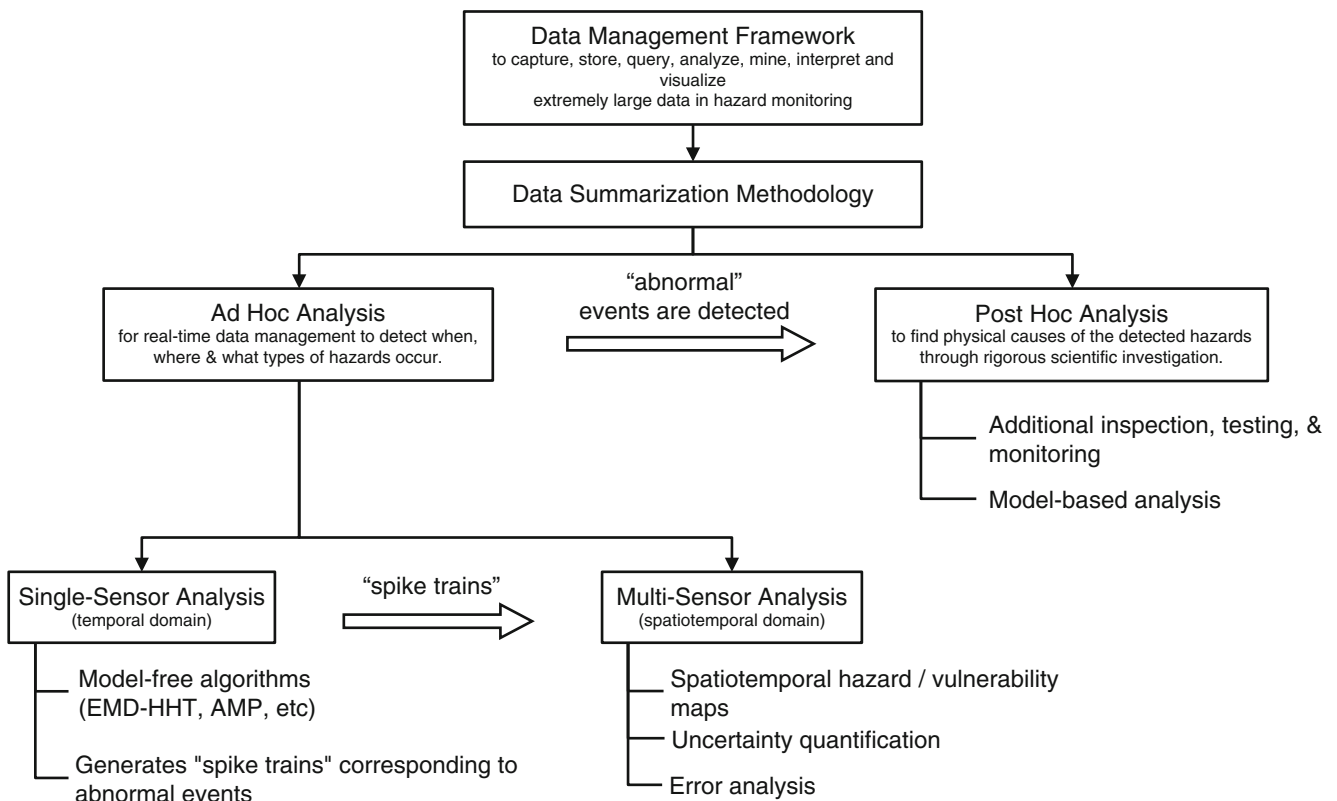 Data Management Framework
to capture, store, query, analyze, mine, interpret and
visualize
extremely large data in hazard monitoring
Data Summarization Methodology
Ad Hoc Analysis
for real-time data management to detect when,
where & what types of hazards occur.
“abnormal”
events are detected
Post Hoc Analysis
to find physical causes of the detected hazards
through rigorous scientific investigation.
Additional inspection, testing, &
monitoring
Model-based analysis
Single-Sensor Analysis
(temporal domain)
“spike trains”
Multi-Sensor Analysis
(spatiotemporal domain)
Model-free algorithms
(EMD-HHT, AMP, etc)
Generates "spike trains" corresponding to
abnormal events
Spatiotemporal hazard / vulnerability
maps
Uncertainty quantification
Error analysis